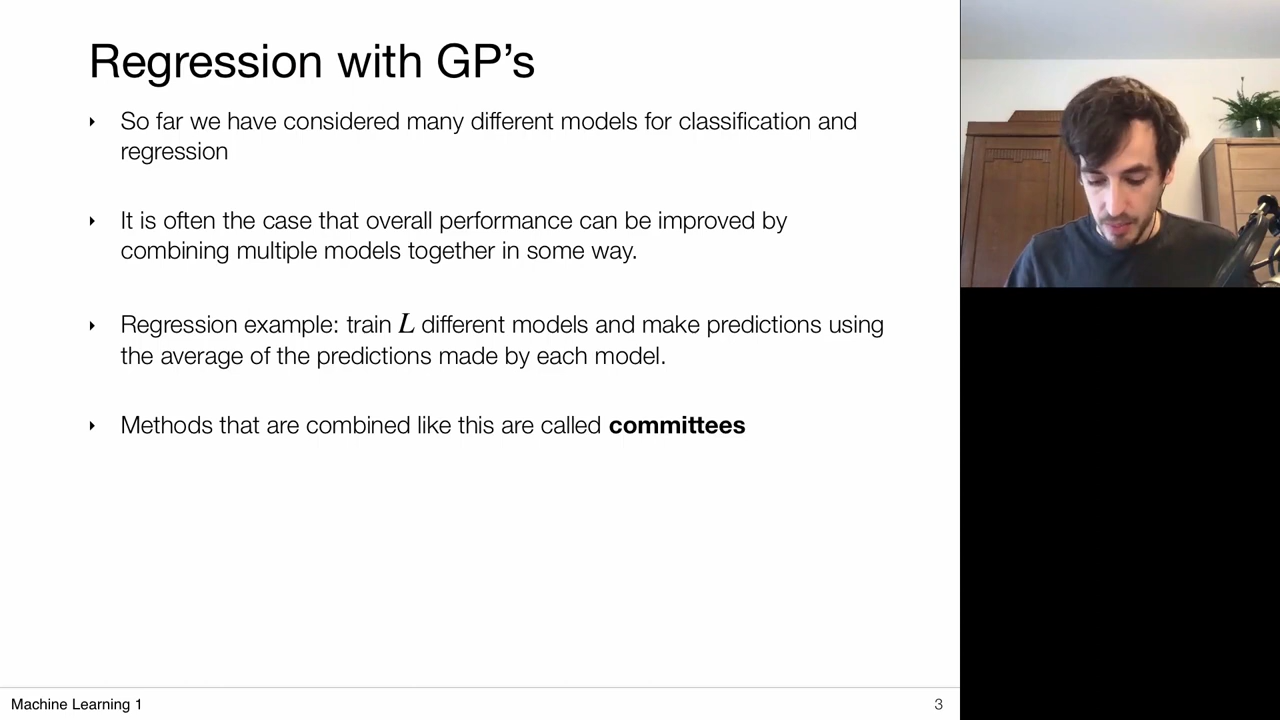 Regression with GP's
‣ So far we have considered many different models for classification and
regression
‣ It is often the case that overall performance can be improved by
combining multiple models together in some way.
‣ Regression example: train L different models and make predictions using
the average of the predictions made by each model.
‣ Methods that are combined like this are called committees
Machine Learning 1
3